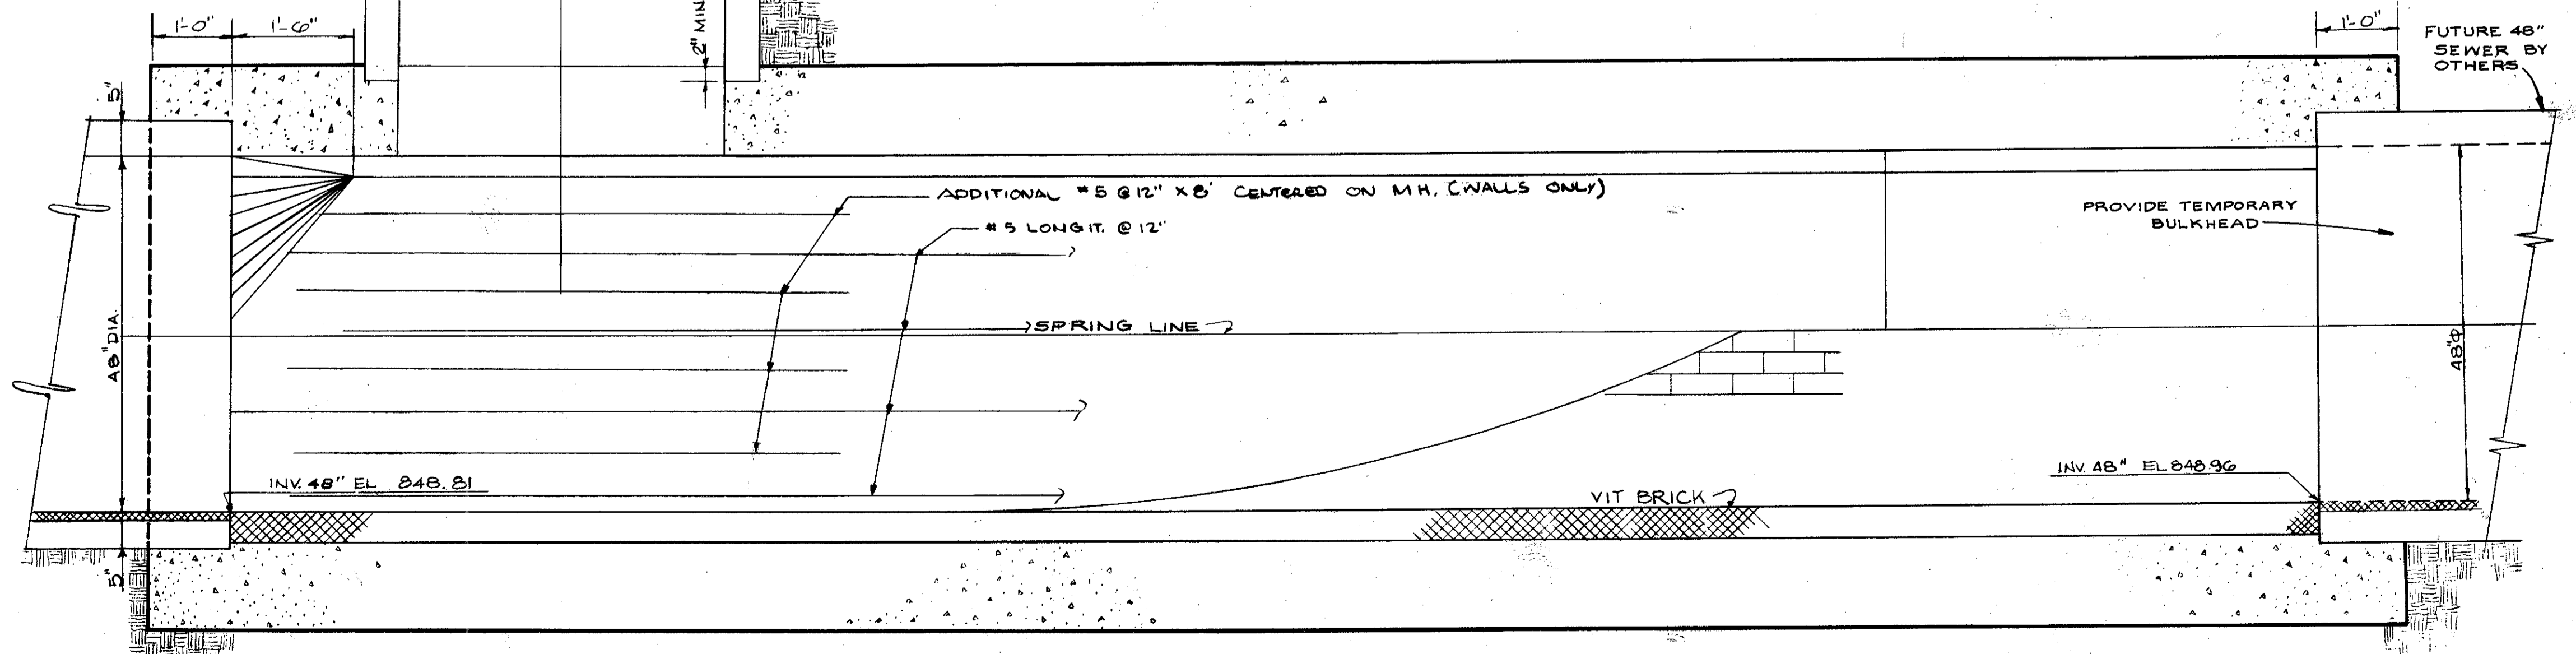 1'-0"
1'-6"
2" MIN
1'-0"
FUTURE 48"
SEWER BY
OTHERS
5"
ADDITIONAL #5 @ 12" X 8' CENTERED ON MH. (WALLS ONLY)
#5 LONGIT. @ 12"
PROVIDE TEMPORARY
BULKHEAD
SPRING LINE
48" DIA.
48"φ
INV. 48" EL 848.81
VIT BRICK
INV. 48" EL 848.96
5"